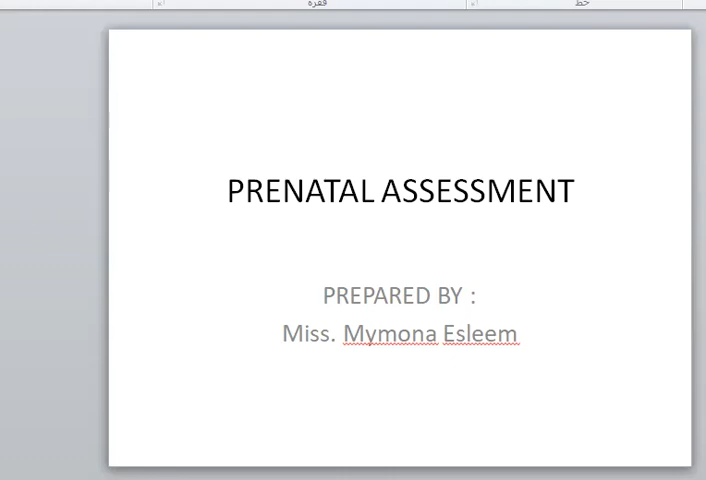 فقرة
خط
PRENATAL ASSESSMENT
PREPARED BY :
Miss. Mymona Esleem